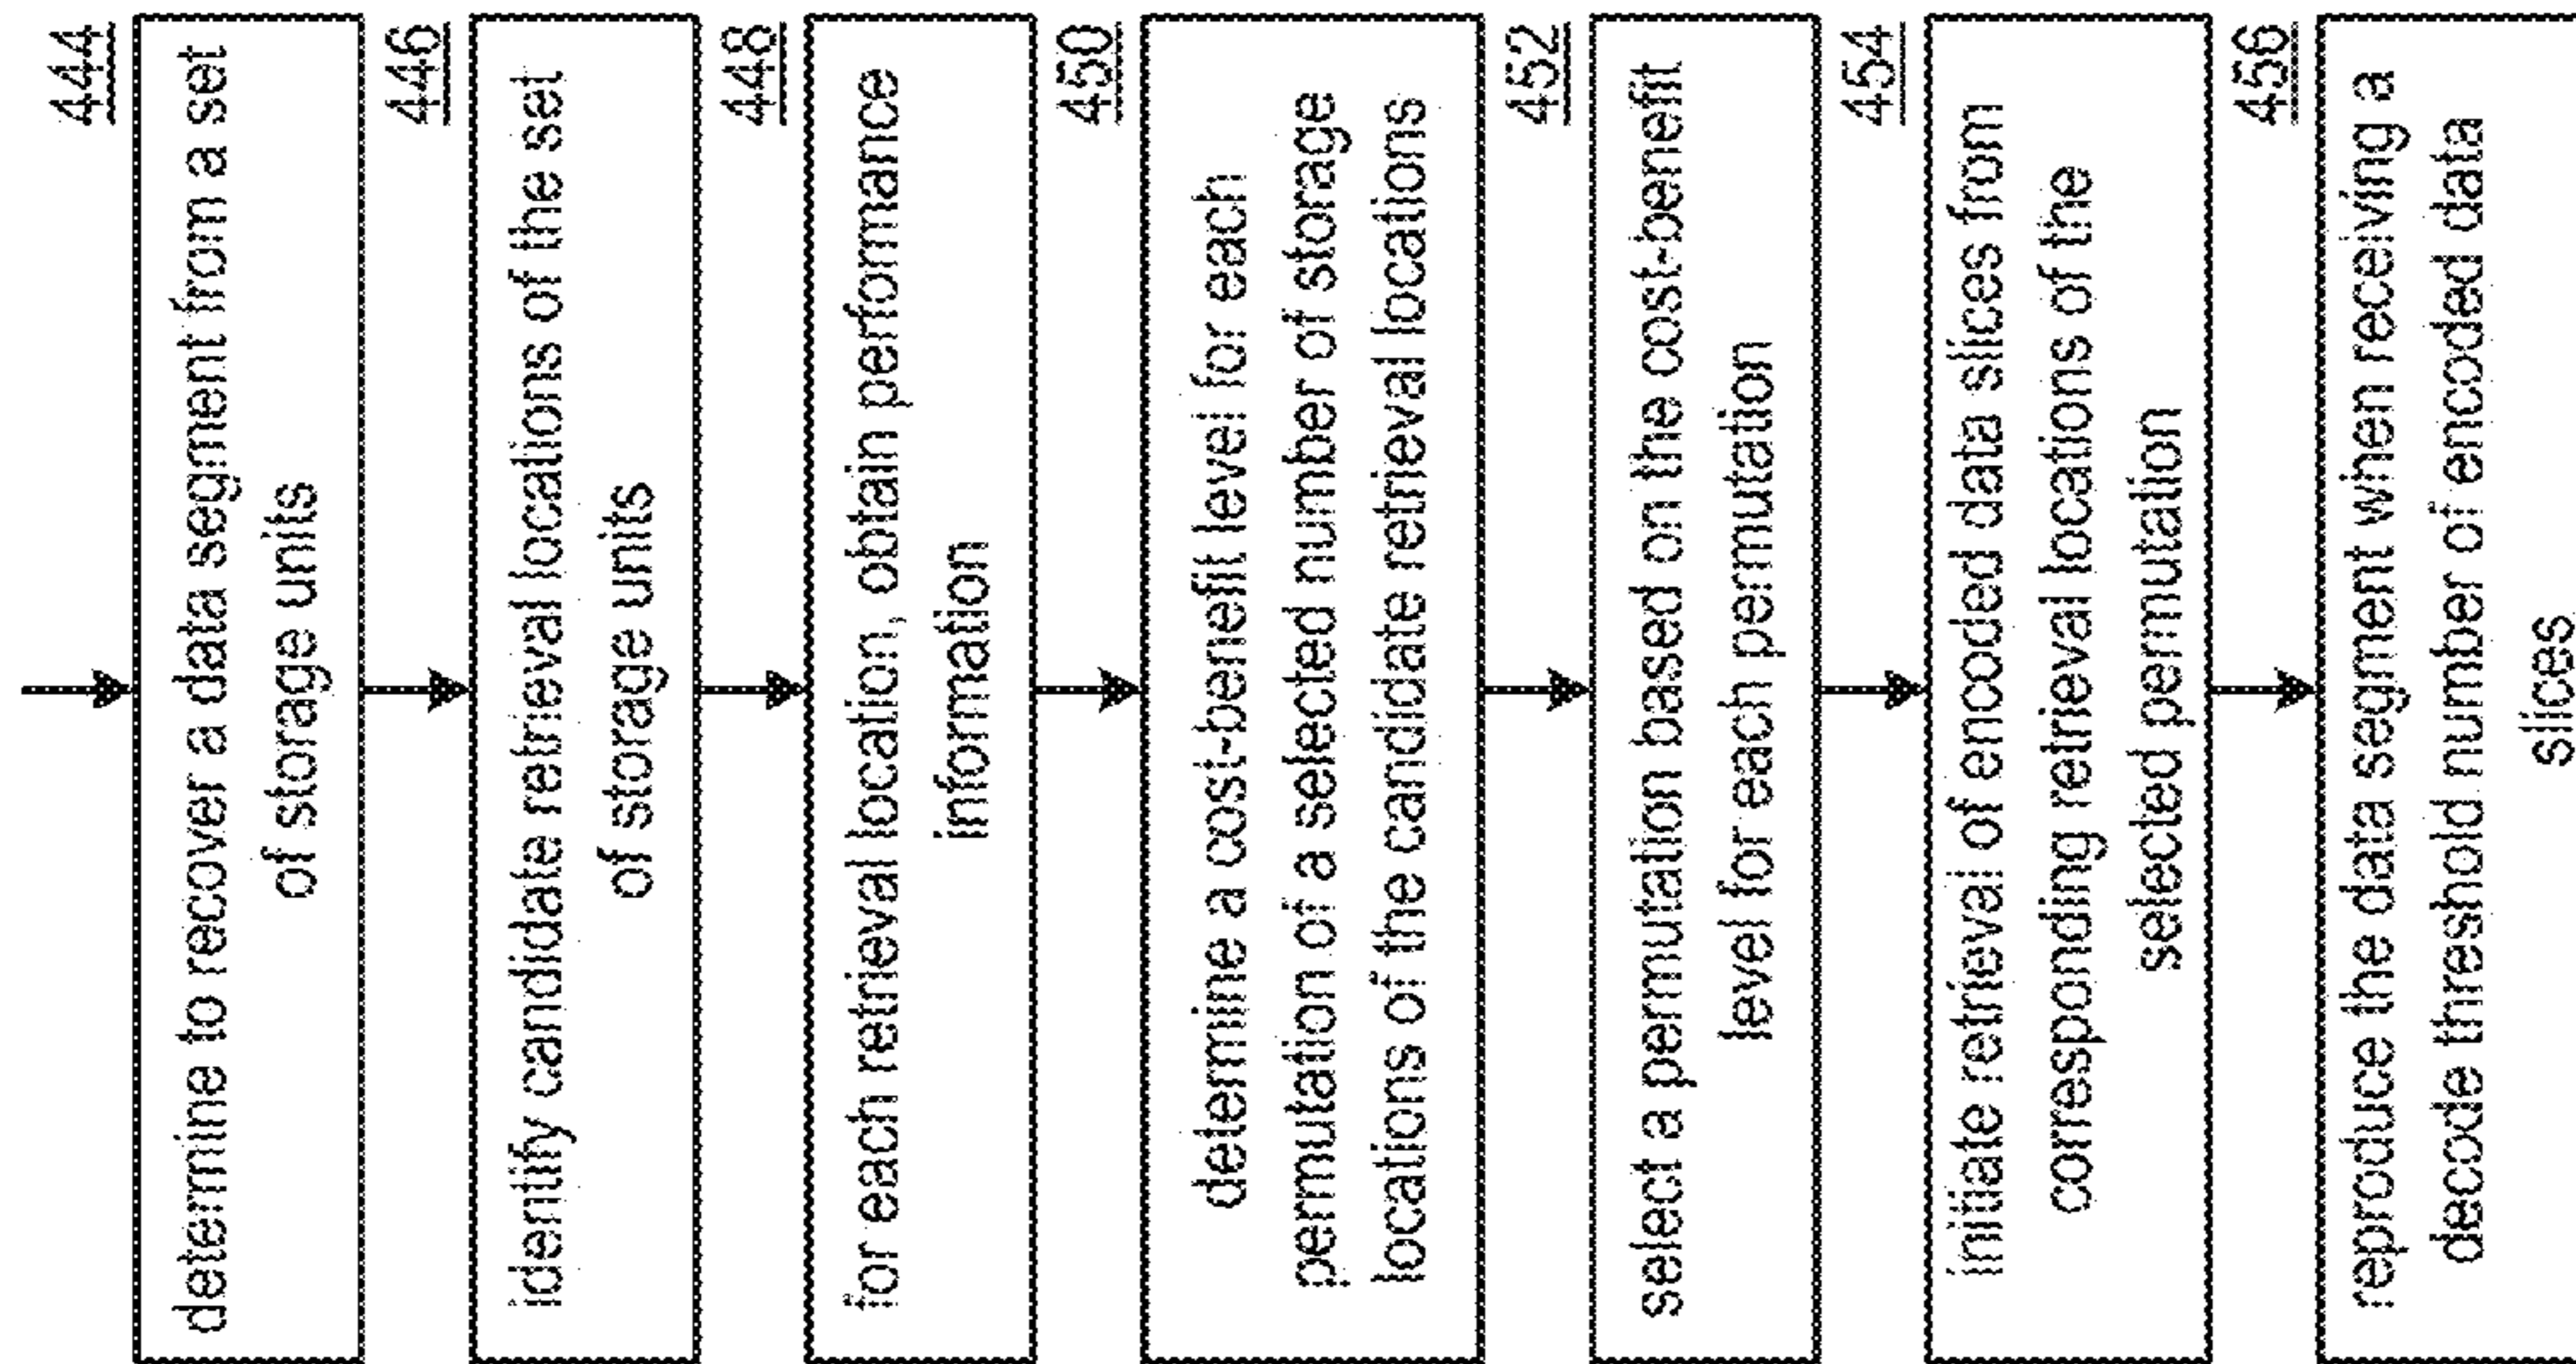 444
determine to recover a data segment from a set
of storage units
446
identify candidate retrieval locations of the set
of storage units
448
for each retrieval location, obtain performance
information
450
determine a cost-benefit level for each
permutation of a selected number of storage
locations of the candidate retrieval locations
452
select a permutation based on the cost-benefit
level for each permutation
454
initiate retrieval of encoded data slices from
corresponding retrieval locations of the
selected permutation
456
reproduce the data segment when receiving a
decode threshold number of encoded data
slices